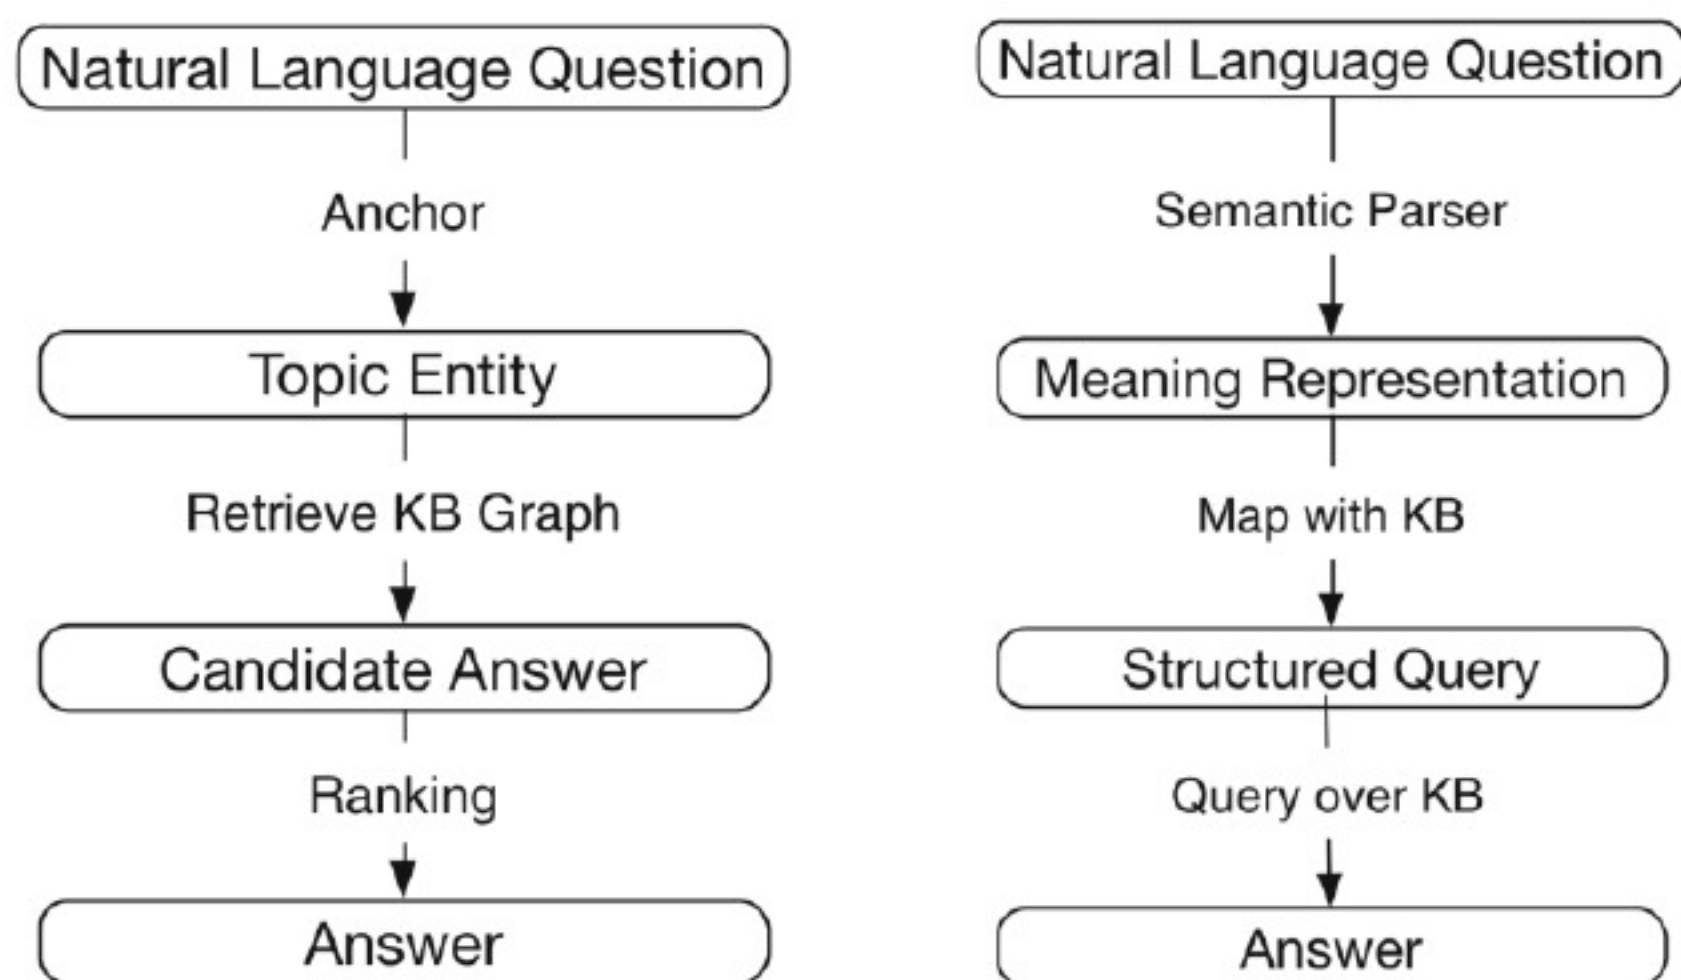 Natural Language Question
Anchor
Topic Entity
Retrieve KB Graph
Candidate Answer
Ranking
Answer
Natural Language Question
Semantic Parser
Meaning Representation
Map with KB
Structured Query
Query over KB
Answer